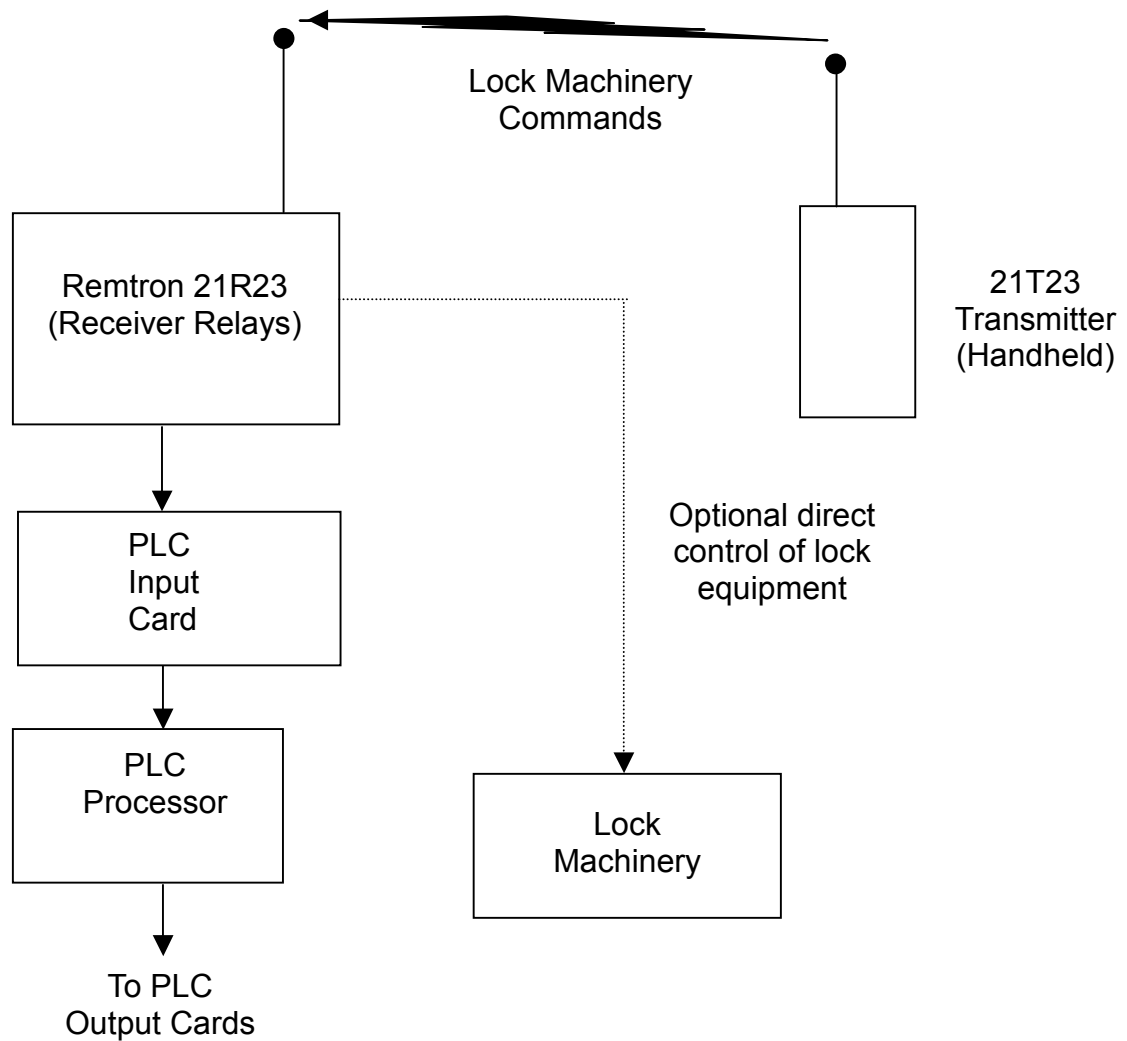 Lock Machinery
Commands
Remtron 21R23
(Receiver Relays)
21T23
Transmitter
(Handheld)
PLC
Input
Card
Optional direct
control of lock
equipment
PLC
Processor
Lock
Machinery
To PLC
Output Cards